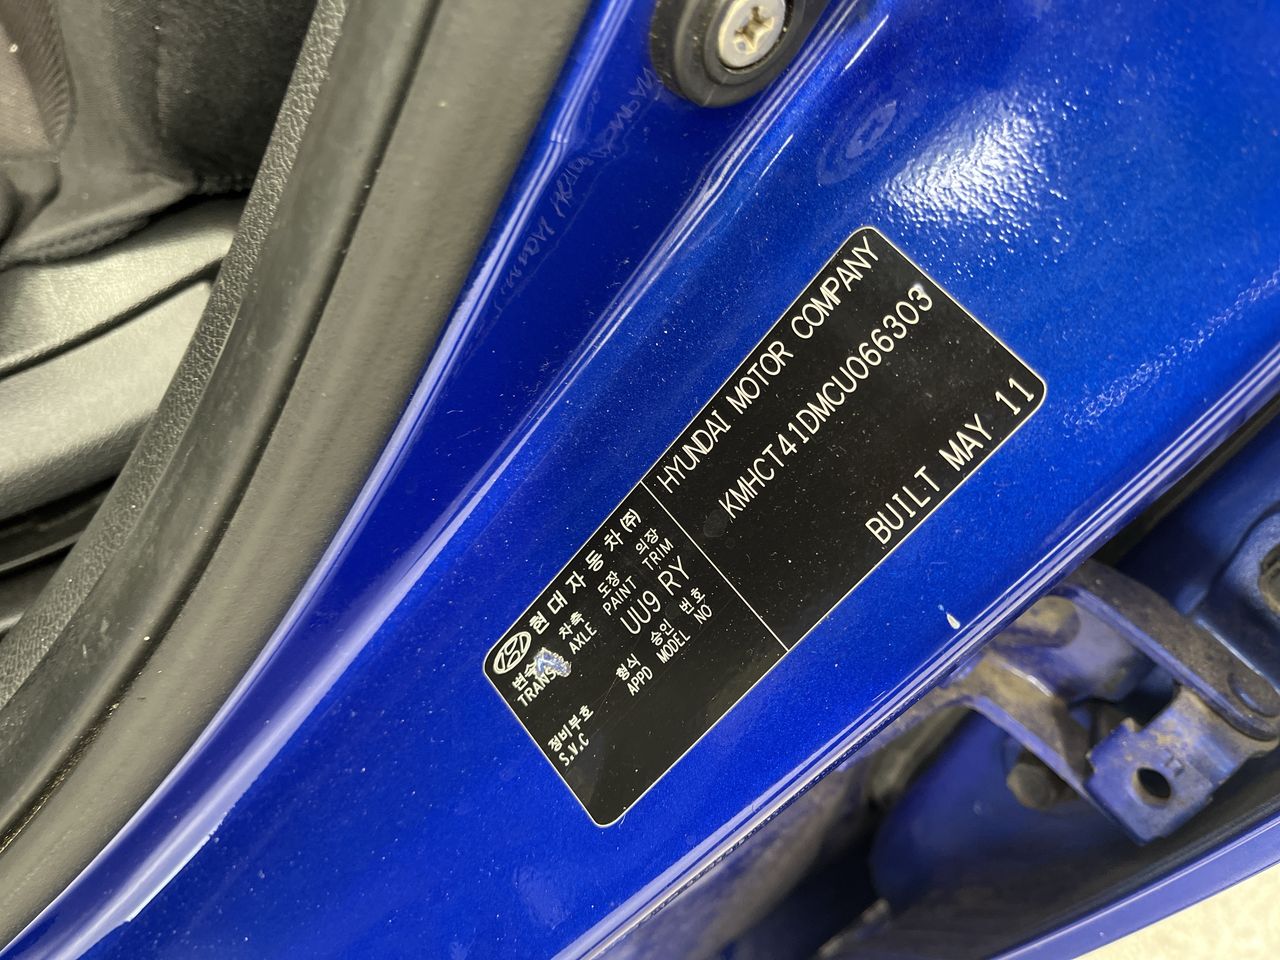 HYUNDAI MOTOR COMPANY
KMHCT41DMCU066303
BUILT MAY 11
현대자동차(주)
변속 차축 도장 의장
AXLE PAINT TRIM
UU9 RY
형식 승인 번호
APPD MODEL NO
정비부호
S.V.C